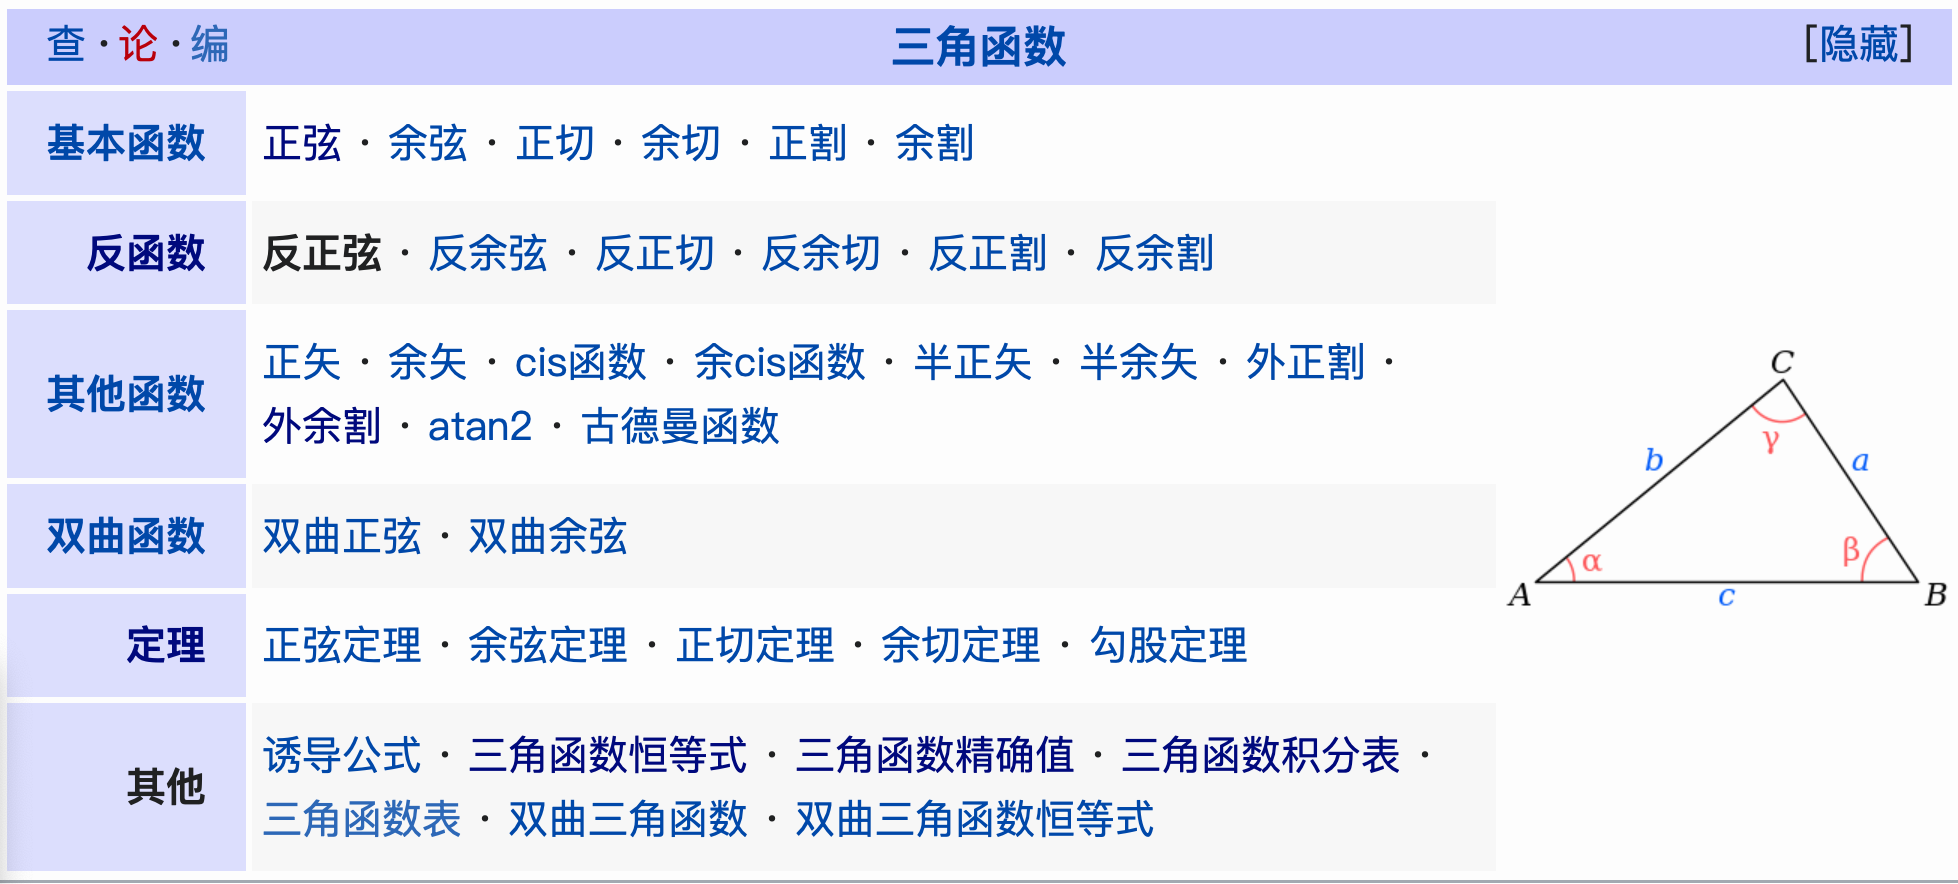 查·论·编 三角函数 [隐藏]
基本函数 正弦 · 余弦 · 正切 · 余切 · 正割 · 余割
反函数 反正弦 · 反余弦 · 反正切 · 反余切 · 反正割 · 反余割
其他函数 正矢 · 余矢 · cis函数 · 余cis函数 · 半正矢 · 半余矢 · 外正割 ·
外余割 · atan2 · 古德曼函数
双曲函数 双曲正弦 · 双曲余弦
定理 正弦定理 · 余弦定理 · 正切定理 · 余切定理 · 勾股定理
其他 诱导公式 · 三角函数恒等式 · 三角函数精确值 · 三角函数积分表 ·
三角函数表 · 双曲三角函数 · 双曲三角函数恒等式
C
γ
b a
α β
A c B